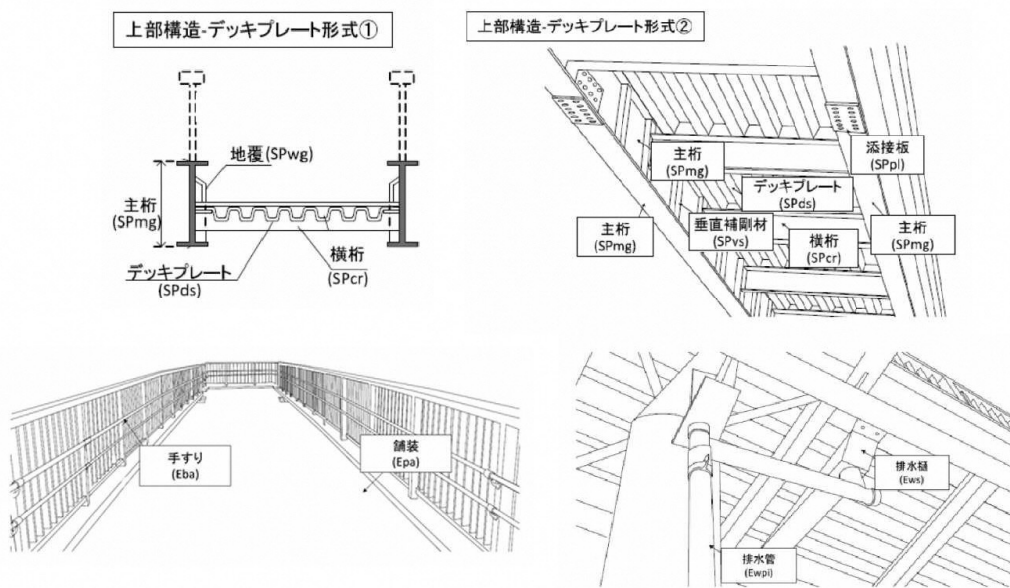 上部構造-デッキプレート形式①
地覆(SPwg)
主桁
(SPmg)
横桁
(SPcr)
デッキプレート
(SPds)
上部構造-デッキプレート形式②
添接板
(SPpl)
主桁
(SPmg)
デッキプレート
(SPds)
主桁
(SPmg)
垂直補剛材
(SPvs)
横桁
(SPcr)
主桁
(SPmg)
手すり
(Eba)
舗装
(Epa)
排水樋
(Ews)
排水管
(Ewpi)